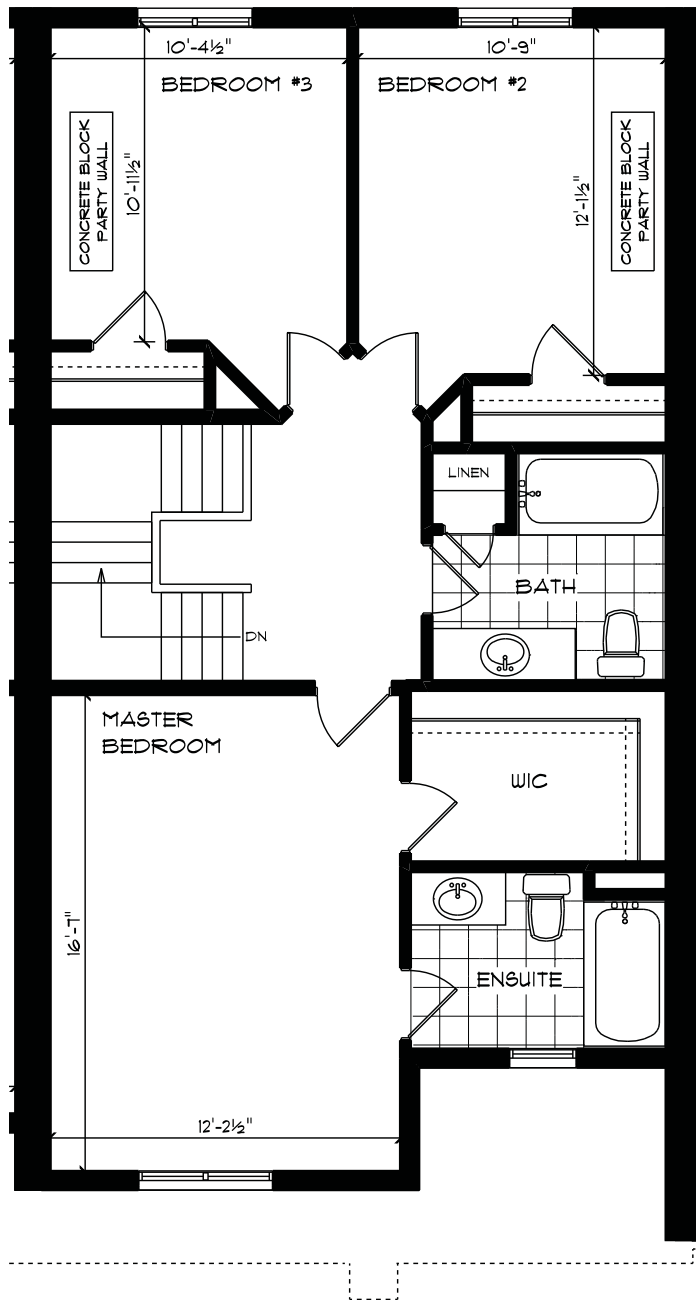 10'-4½"
10'-9"
BEDROOM #3
BEDROOM #2
CONCRETE BLOCK
PARTY WALL
10'-11½"
12'-1½"
CONCRETE BLOCK
PARTY WALL
LINEN
BATH
DN
MASTER
BEDROOM
WIC
16'-7"
ENSUITE
12'-2½"